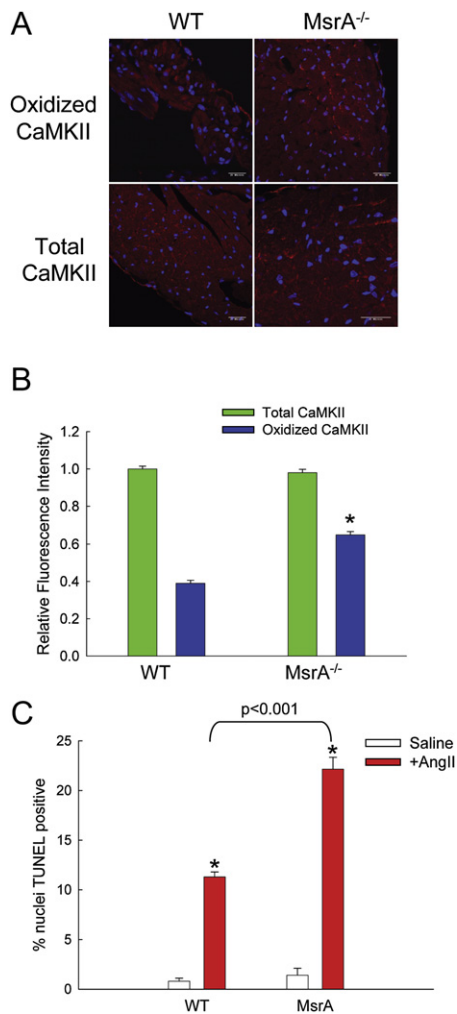 A
WT MsrA-/-
Oxidized
CaMKII
Total
CaMKII
B
Total CaMKII
Oxidized CaMKII
Relative Fluorescence Intensity
1.2
1.0
0.8
0.6
0.4
0.2
0.0
*
WT MsrA-/-
C
p<0.001
Saline
+AngII
% nuclei TUNEL positive
25
20
15
10
5
0
* *
WT MsrA